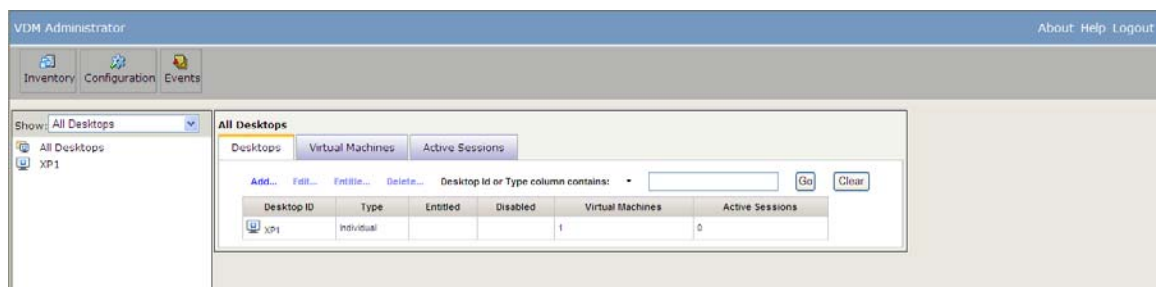 VDM Administrator
About Help Logout
Inventory Configuration Events
Show: All Desktops
All Desktops
XP1
All Desktops
Desktops Virtual Machines Active Sessions
Add... Edit... Entitle... Delete... Desktop Id or Type column contains: Go Clear
Desktop ID Type Entitled Disabled Virtual Machines Active Sessions
XP1 Individual 1 0